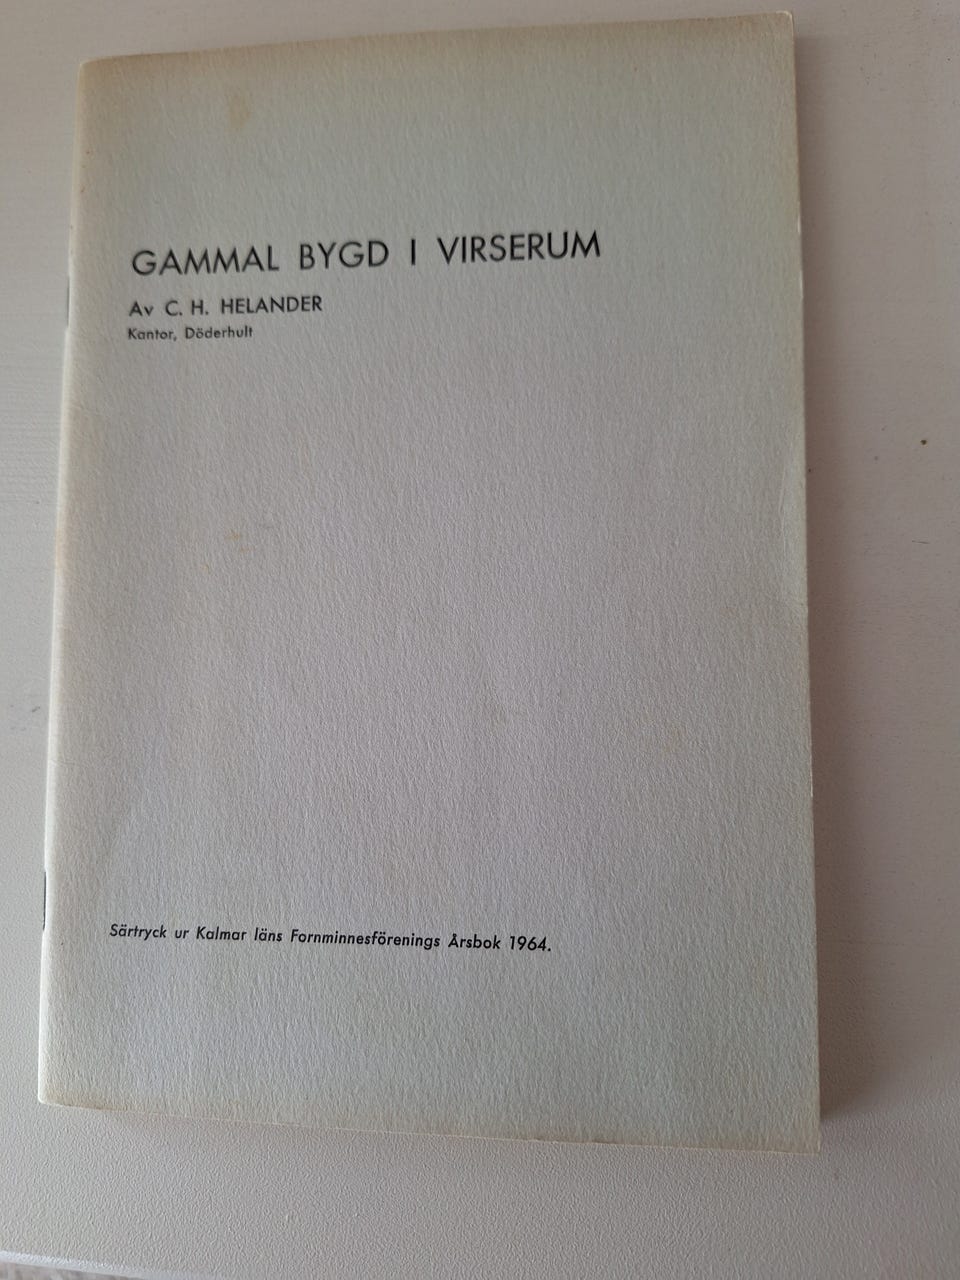 GAMMAL BYGD I VIRSERUM
Av C. H. HELANDER
Kantor, Döderhult
Särtryck ur Kalmar läns Fornminnesförenings Årsbok 1964.